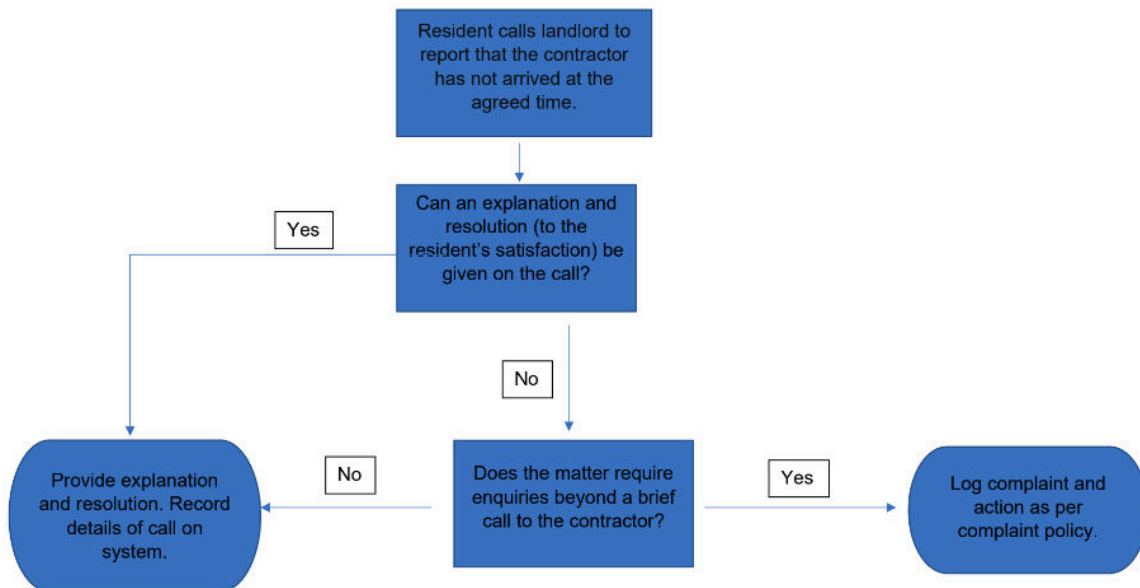 Resident calls landlord to
report that the contractor
has not arrived at the
agreed time.
Can an explanation and
resolution (to the
resident's satisfaction) be
given on the call?
Yes
No
Provide explanation
and resolution. Record
details of call on
system.
No
Does the matter require
enquiries beyond a brief
call to the contractor?
Yes
Log complaint and
action as per
complaint policy.